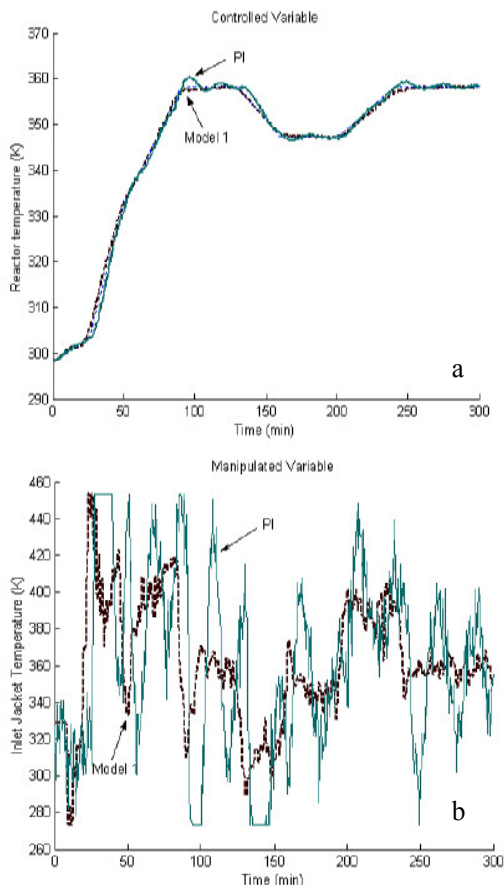 Controlled Variable
370
360
350
340
330
320
310
300
290
Reactor temperature (K)
PI
Model 1
a
0
50
100
150
200
250
300
Time (min)
Manipulated Variable
460
440
420
400
380
360
340
320
300
280
260
Inlet Jacket Temperature (K)
PI
Model 1
b
0
50
100
150
200
250
300
Time (min)